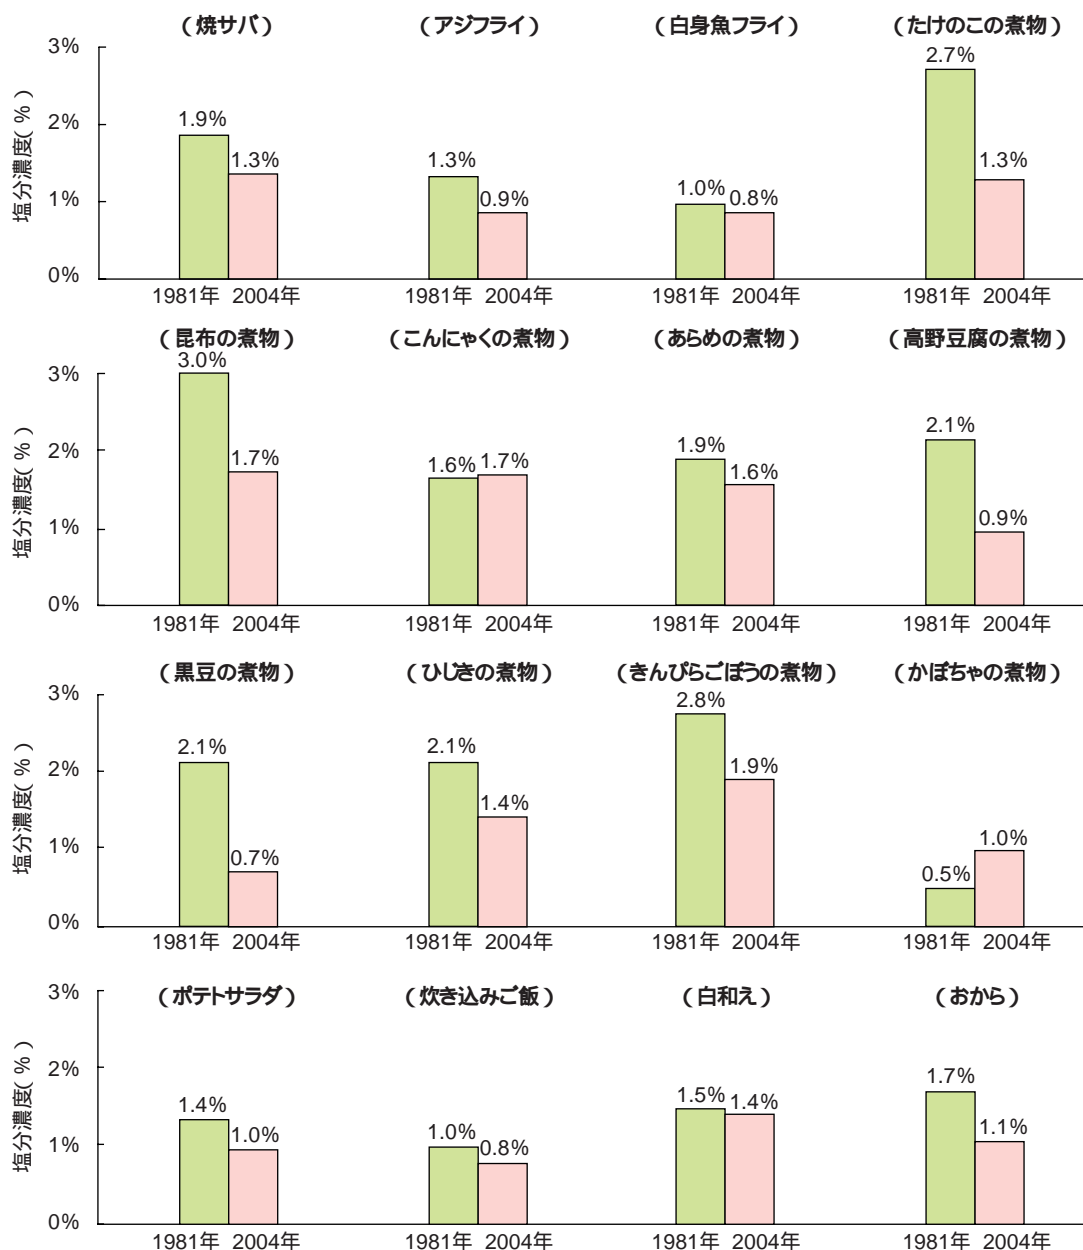 (焼サバ) (アジフライ) (白身魚フライ) (たけのこの煮物)
塩分濃度(%)
3%
2%
1%
0%
1.9% 1.3% 1.3% 0.9% 1.0% 0.8% 2.7% 1.3%
1981年 2004年 1981年 2004年 1981年 2004年 1981年 2004年
(昆布の煮物) (こんにゃくの煮物) (あらめの煮物) (高野豆腐の煮物)
塩分濃度(%)
3%
2%
1%
0%
3.0% 1.7% 1.6% 1.7% 1.9% 1.6% 2.1% 0.9%
1981年 2004年 1981年 2004年 1981年 2004年 1981年 2004年
(黒豆の煮物) (ひじきの煮物) (きんぴらごぼうの煮物) (かぼちゃの煮物)
塩分濃度(%)
3%
2%
1%
0%
2.1% 0.7% 2.1% 1.4% 2.8% 1.9% 0.5% 1.0%
1981年 2004年 1981年 2004年 1981年 2004年 1981年 2004年
(ポテトサラダ) (炊き込みご飯) (白和え) (おから)
塩分濃度(%)
3%
2%
1%
0%
1.4% 1.0% 1.0% 0.8% 1.5% 1.4% 1.7% 1.1%
1981年 2004年 1981年 2004年 1981年 2004年 1981年 2004年